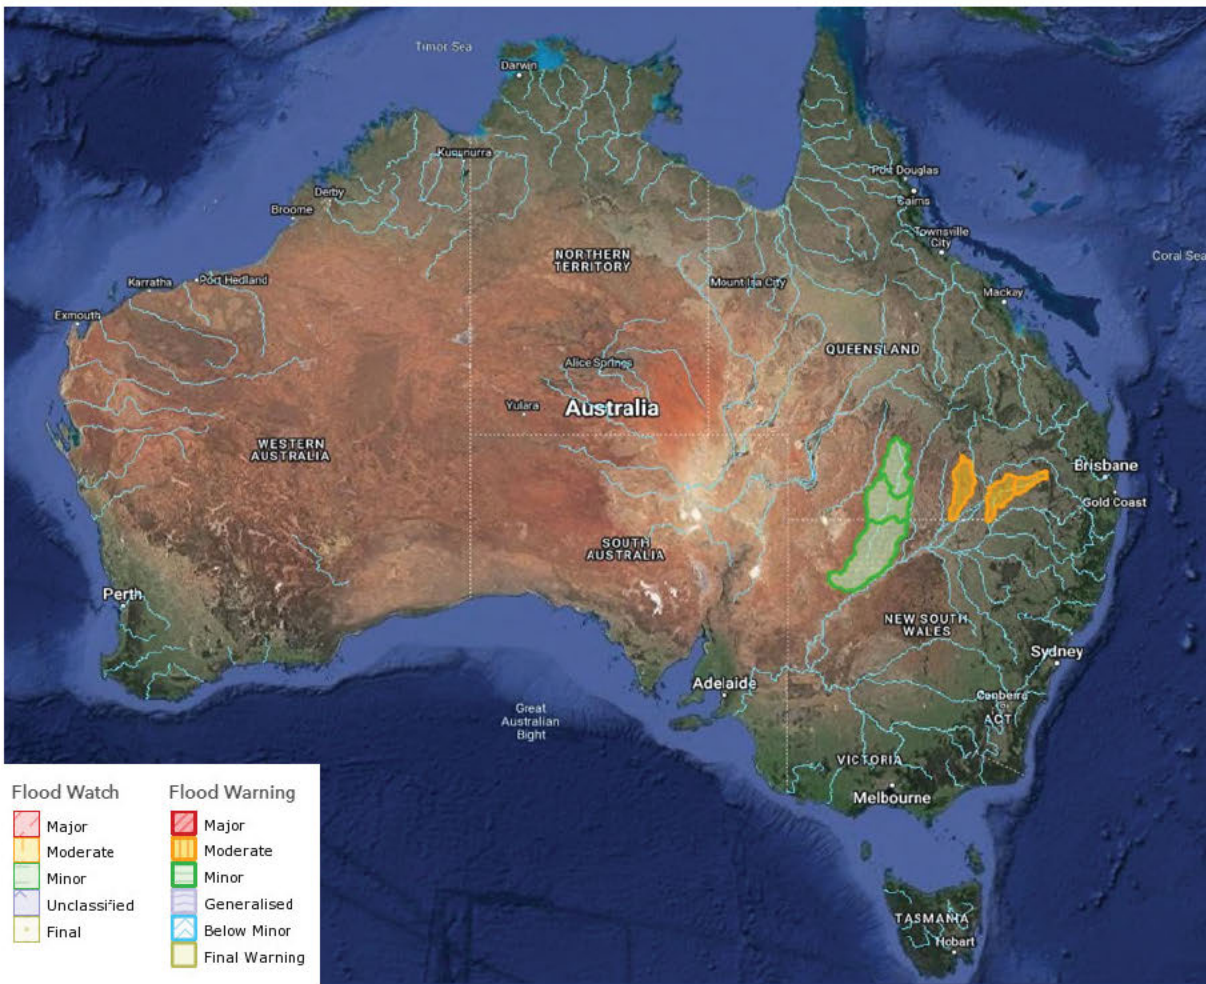 Timor Sea
Darwin
Kununurra
Port Douglas
Derby
Cairns
Broome
Townsville
City
NORTHERN
TERRITORY
Coral Sea
Karratha
Port Hedland
Mount Isa City
Mackay
Exmouth
QUEENSLAND
Alice Springs
Yulara
Australia
WESTERN
AUSTRALIA
Brisbane
Gold Coast
SOUTH
AUSTRALIA
Perth
NEW SOUTH
WALES
Sydney
Adelaide
Canberra
ACT
Great
Australian
Bight
VICTORIA
Melbourne
TASMANIA
Hobart
Flood Watch
Major
Moderate
Minor
Unclassified
Final
Flood Warning
Major
Moderate
Minor
Generalised
Below Minor
Final Warning